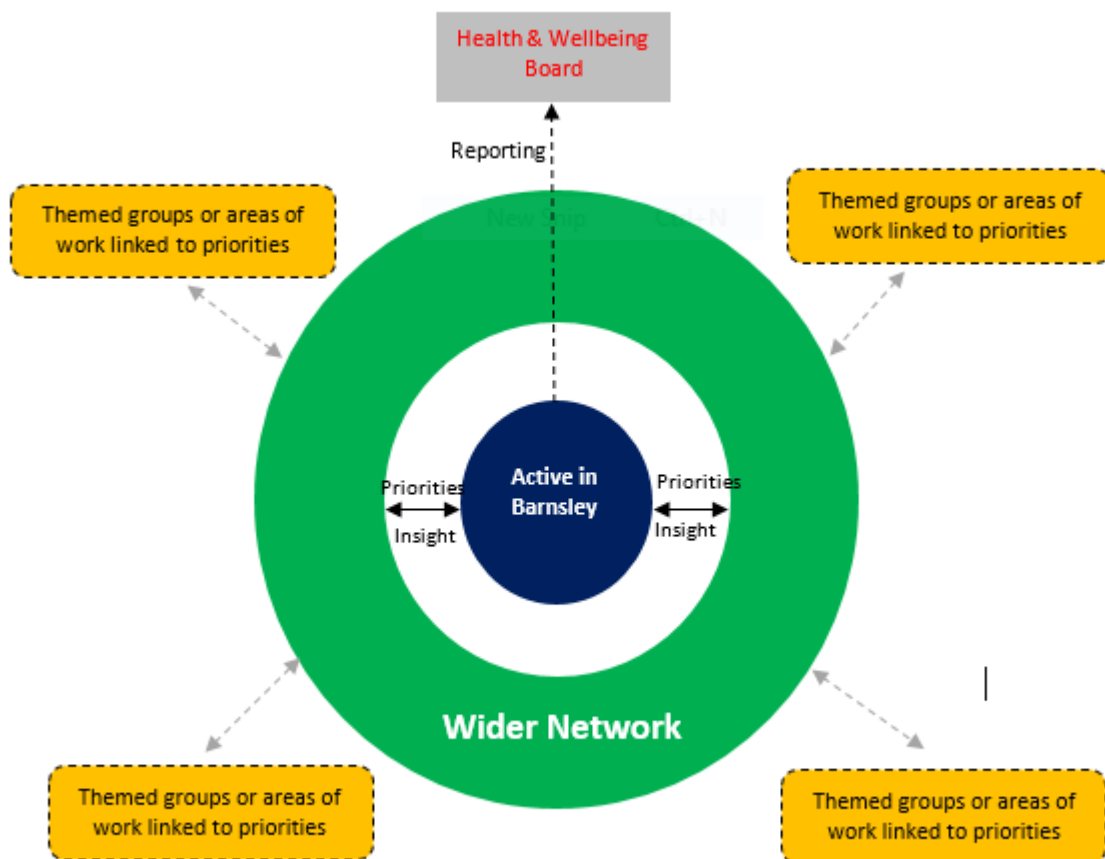 Health & Wellbeing
Board
Reporting
Themed groups or areas of
work linked to priorities
Themed groups or areas of
work linked to priorities
New Ship
Active in
Barnsley
Priorities
Insight
Priorities
Insight
Wider Network
Themed groups or areas of
work linked to priorities
Themed groups or areas of
work linked to priorities